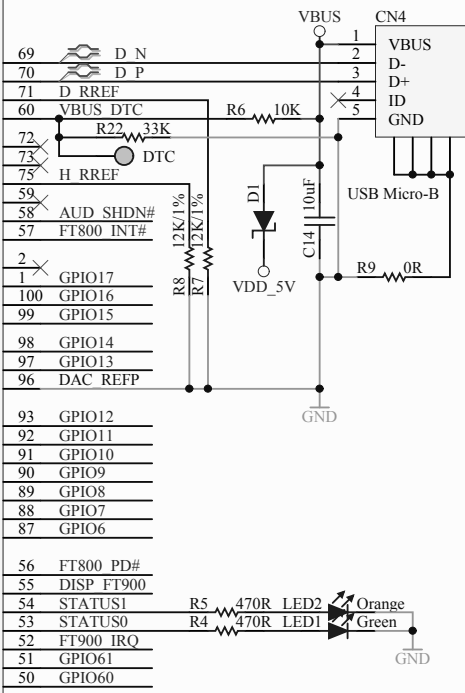 VBUS CN4
1 VBUS
69 D_N 2 D-
70 D_P 3 D+
71 D_RREF 4 ID
60 VBUS_DTC R6 10K 5 GND
R22 33K
72
DTC
73
75 H_RREF
USB Micro-B
59
58 AUD_SHDN#
57 FT800_INT#
12K/1% 12K/1%
D1
C14 10uF
2
R8 R7
VDD_5V
R9 0R
1 GPIO17
100 GPIO16
99 GPIO15
98 GPIO14
97 GPIO13
96 DAC_REFP
GND
93 GPIO12
92 GPIO11
91 GPIO10
90 GPIO9
89 GPIO8
88 GPIO7
87 GPIO6
56 FT800_PD#
55 DISP_FT900
54 STATUS1 R5 470R LED2 Orange
53 STATUS0 R4 470R LED1 Green
52 FT900_IRQ
51 GPIO61
GND
50 GPIO60